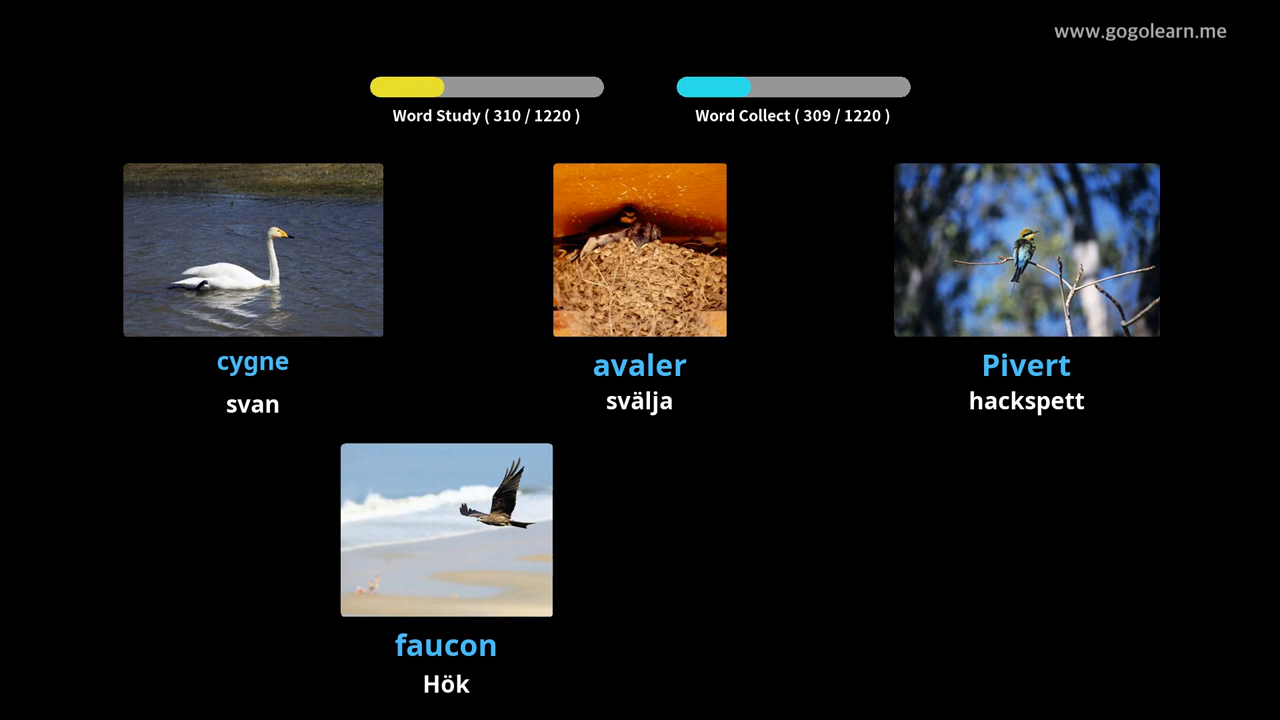 www.gogolearn.me
Word Study ( 310 / 1220 )
Word Collect ( 309 / 1220 )
cygne
svan
avaler
svälja
Pivert
hackspett
faucon
Hök